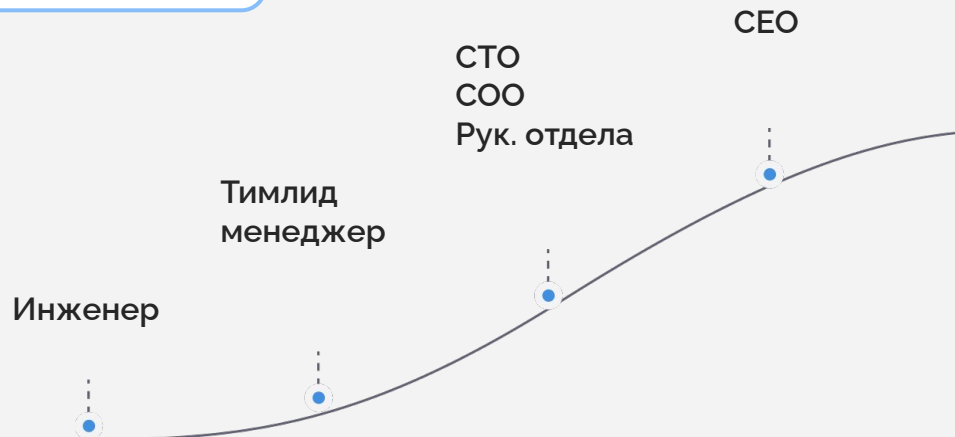 CEO
CTO
COO
Рук. отдела
Тимлид
менеджер
Инженер